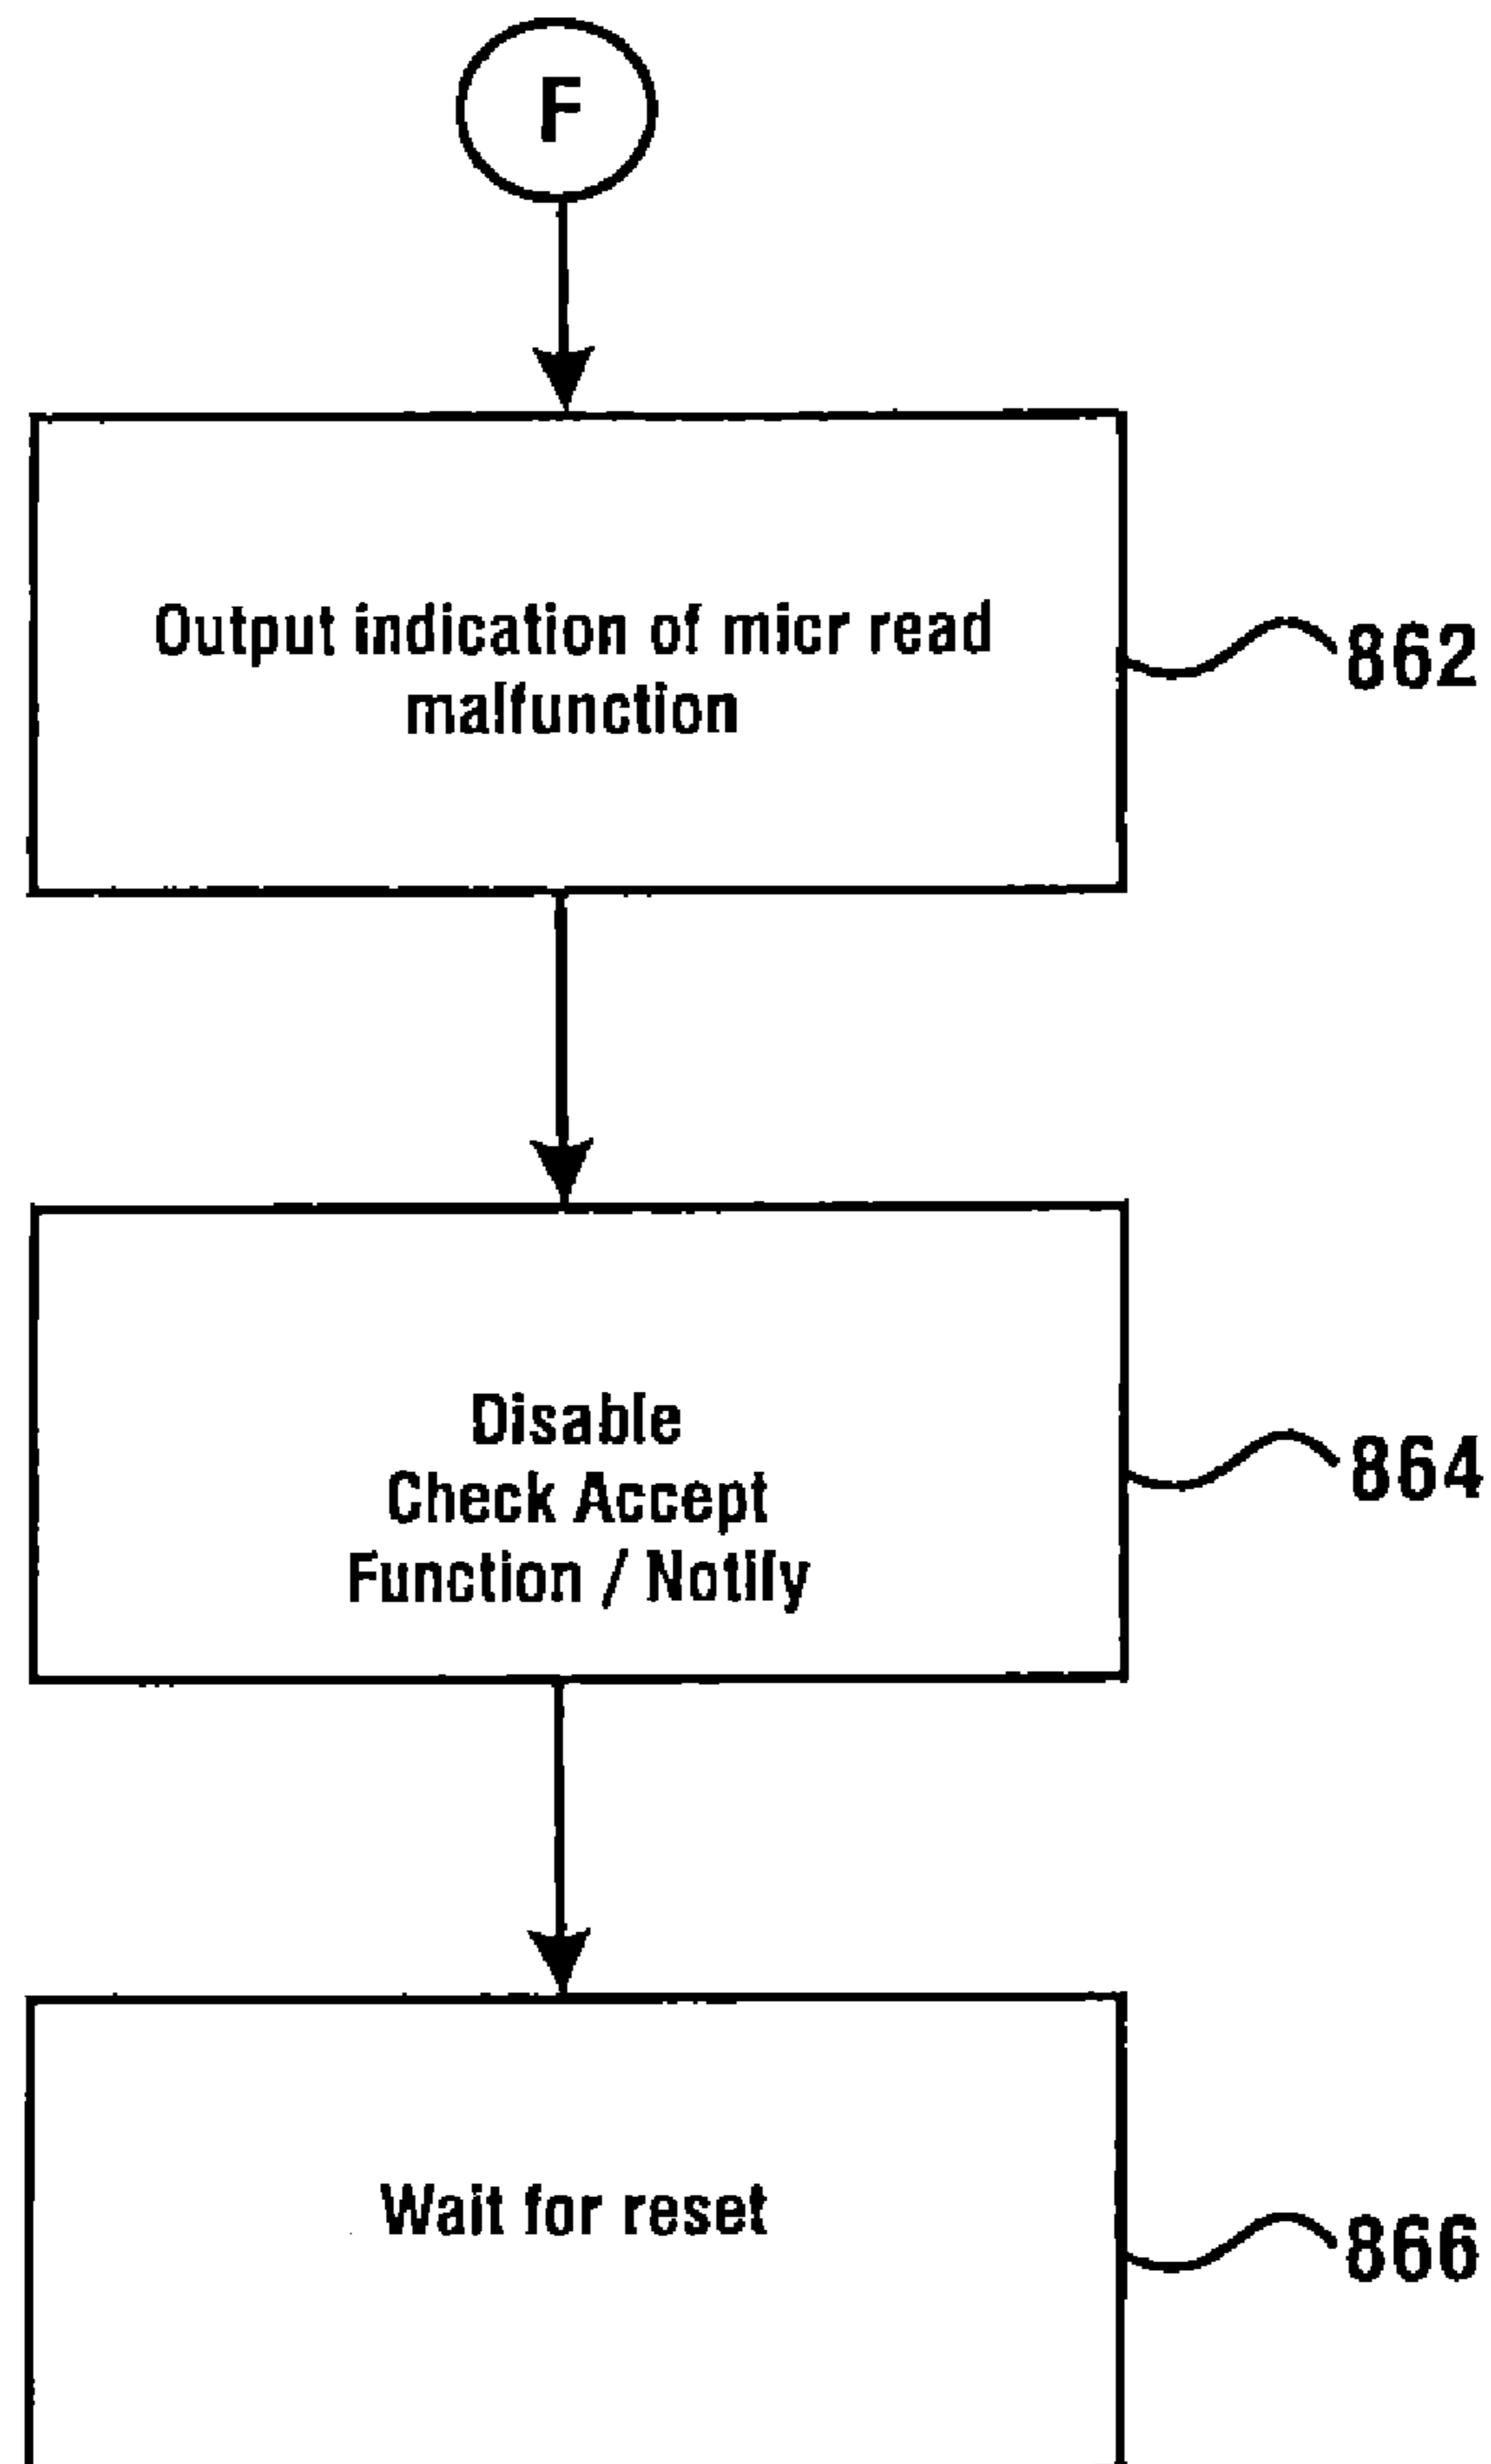 F
Output indication of micr read
malfunction
862
Disable
Check Accept
Function / Notify
864
Wait for reset
866